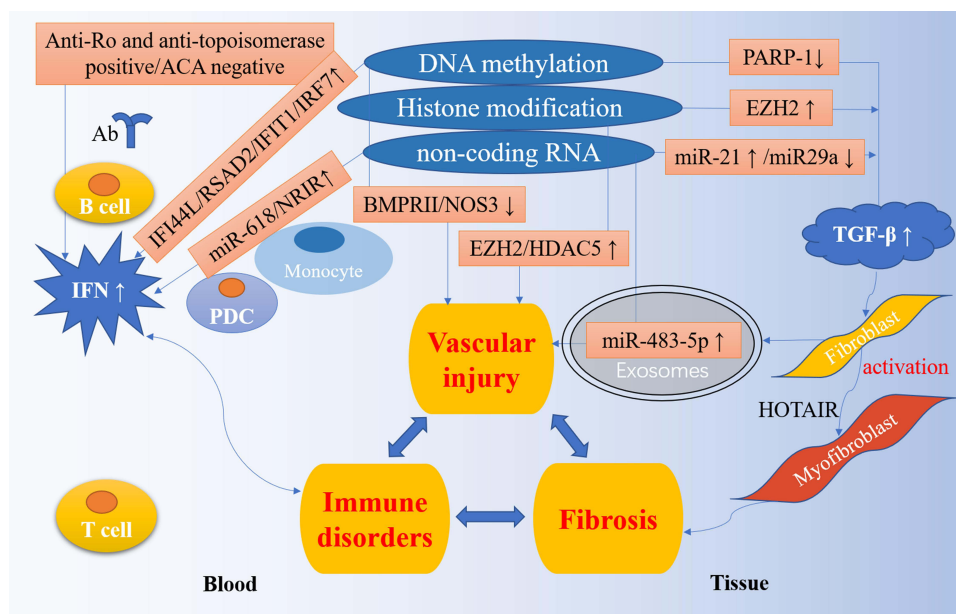 Anti-Ro and anti-topoisomerase
positive/ACA negative
DNA methylation
PARP-1↓
Histone modification
EZH2 ↑
non-coding RNA
miR-21 ↑ /miR29a ↓
Ab
B cell
IFI44L/RSAD2/IFIT1/IRF7↑
miR-618/NRIR↑
BMPRII/NOS3 ↓
EZH2/HDAC5 ↑
TGF-β ↑
Monocyte
IFN ↑
PDC
Vascular
injury
miR-483-5p ↑
Exosomes
Fibroblast
activation
HOTAIR
Myofibroblast
Immune
disorders
Fibrosis
T cell
Blood
Tissue